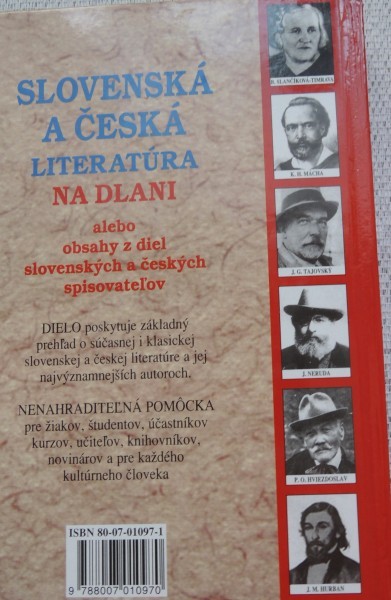 SLOVENSKÁ
A ČESKÁ
LITERATÚRA
NA DLANI
alebo
obsahy z diel
slovenských a českých
spisovateľov
DIELO poskytuje základný
prehľad o súčasnej i klasickej
slovenskej a českej literatúre a jej
najvýznamnejších autoroch.
NENAHRADITEĽNÁ POMÔCKA
pre žiakov, študentov, účastníkov
kurzov, učiteľov, knihovníkov,
novinárov a pre každého
kultúrneho človeka
ISBN 80-07-01097-1
9 788007 010970
B. SLANČÍKOVÁ-TIMRAVA
K. H. MÁCHA
J. G. TAJOVSKÝ
J. NERUDA
P. O. HVIEZDOSLAV
J. M. HURBAN